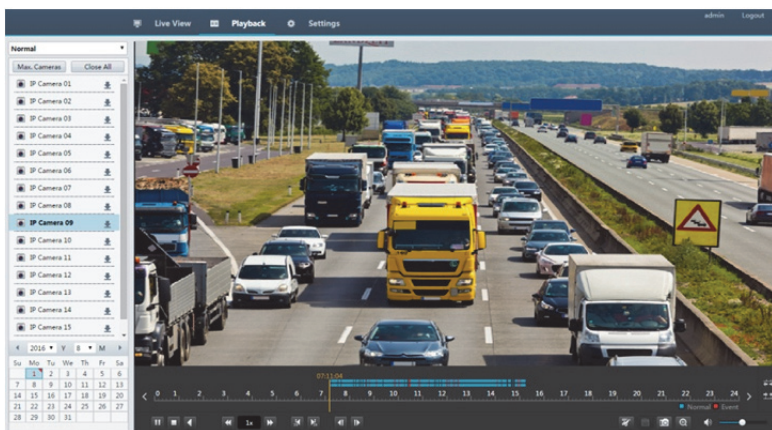 admin Logout
Live View Playback Settings
Normal
Max. Cameras Close All
IP Camera 01
IP Camera 02
IP Camera 03
IP Camera 04
IP Camera 05
IP Camera 06
IP Camera 07
IP Camera 08
IP Camera 09
IP Camera 10
IP Camera 11
IP Camera 12
IP Camera 13
IP Camera 14
IP Camera 15
2016 Y 8 M
Su Mo Tu We Th Fr Sa
1 2 3 4 5 6
7 8 9 10 11 12 13
14 15 16 17 18 19 20
21 22 23 24 25 26 27
28 29 30 31
07:11:04
0 1 2 3 4 5 6 7 8 9 10 11 12 13 14 15 16 17 18 19 20 21 22 23 24
Normal Event
1x